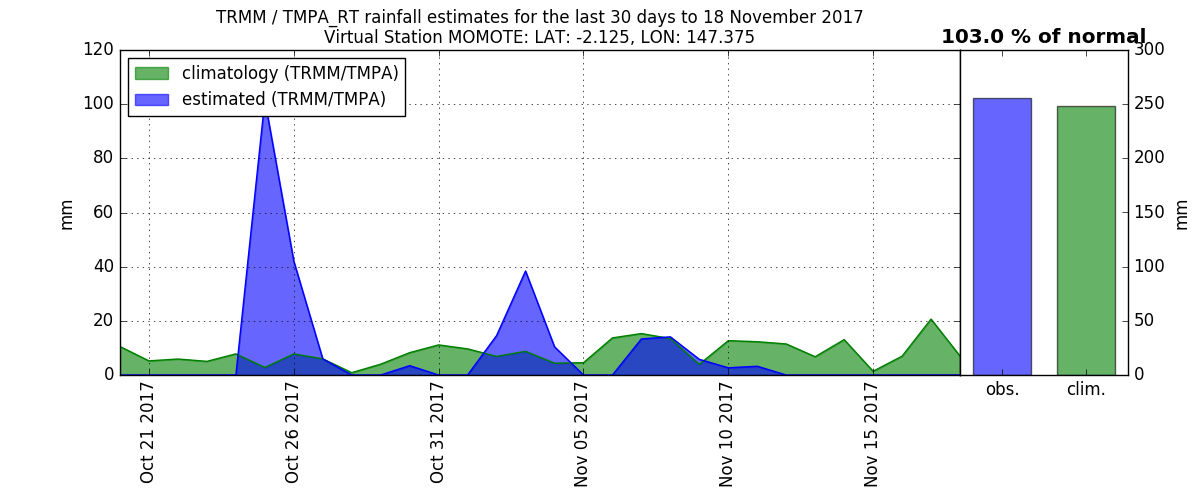 TRMM / TMPA_RT rainfall estimates for the last 30 days to 18 November 2017
Virtual Station MOMOTE: LAT: -2.125, LON: 147.375
103.0 % of normal
climatology (TRMM/TMPA)
estimated (TRMM/TMPA)
120
100
80
60
40
20
0
mm
Oct 21 2017
Oct 26 2017
Oct 31 2017
Nov 05 2017
Nov 10 2017
Nov 15 2017
300
250
200
150
100
50
0
mm
obs.
clim.